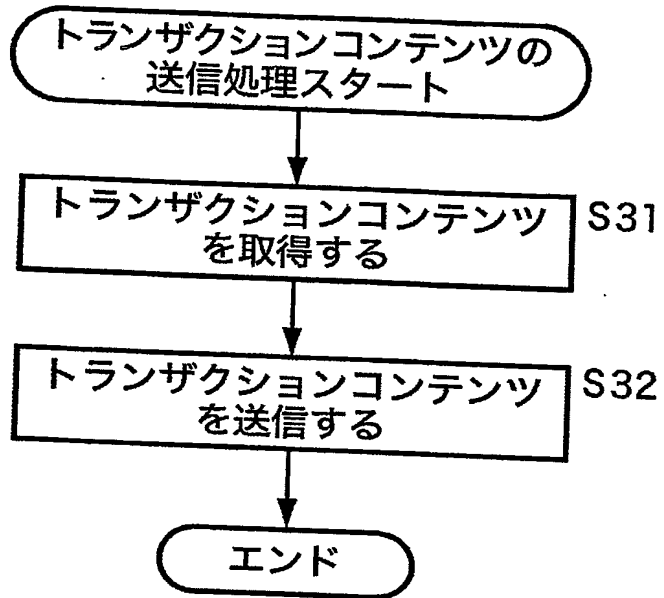 トランザクションコンテンツの
送信処理スタート
トランザクションコンテンツ
を取得する
S31
トランザクションコンテンツ
を送信する
S32
エンド